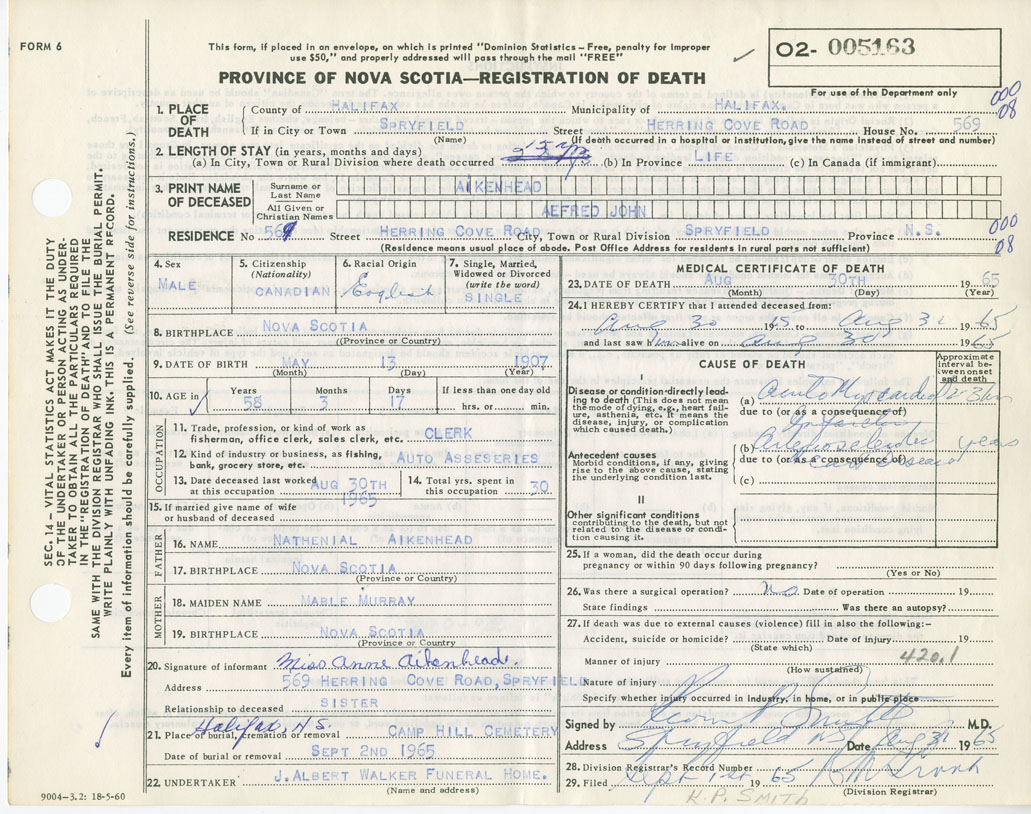 FORM 6
This form, if placed in an envelope, on which is printed "Dominion Statistics – Free, penalty for improper
use $50," and properly addressed will pass through the mail "FREE"
PROVINCE OF NOVA SCOTIA—REGISTRATION OF DEATH
02- 005163
For use of the Department only
000
08
1. PLACE OF DEATH
County of HALIFAX Municipality of HALIFAX.
If in City or Town SPRYFIELD Street HERRING COVE ROAD House No. 569
(Name) (If death occurred in a hospital or institution, give the name instead of street and number)
2. LENGTH OF STAY (in years, months and days)
(a) In City, Town or Rural Division where death occurred (b) In Province LIFE (c) In Canada (if immigrant)
3. PRINT NAME OF DECEASED
Surname or Last Name AIKENHEAD
All Given or Christian Names AEFRED JOHN
000
08
RESIDENCE No 569 Street HERRING COVE ROAD City, Town or Rural Division SPRYFIELD Province N.S.
(Residence means usual place of abode. Post Office Address for residents in rural parts not sufficient)
4. Sex
MALE
5. Citizenship
(Nationality)
CANADIAN
6. Racial Origin
English
7. Single, Married,
Widowed or Divorced
(write the word)
SINGLE
8. BIRTHPLACE NOVA SCOTIA
(Province or Country)
9. DATE OF BIRTH MAY 13 1907
(Month) (Day) (Year)
10. AGE in
Years 58
Months 3
Days 17
If less than one day old
hrs. or min.
OCCUPATION
11. Trade, profession, or kind of work as
fisherman, office clerk, sales clerk, etc. CLERK
12. Kind of industry or business, as fishing,
bank, grocery store, etc. AUTO ASSESERIES
13. Date deceased last worked
at this occupation AUG 30TH
1965
14. Total yrs. spent in
this occupation 30
15. If married give name of wife
or husband of deceased
FATHER
16. NAME NATHENIAL AIKENHEAD
17. BIRTHPLACE NOVA SCOTIA
(Province or Country)
MOTHER
18. MAIDEN NAME MABLE MURRAY
19. BIRTHPLACE NOVA SCOTIA
(Province or Country)
20. Signature of informant Miss Anne Aikenhead.
Address 569 HERRING COVE ROAD, SPRYFIELD
Relationship to deceased SISTER
Halifax, N.S.
21. Place of burial, cremation or removal CAMP HILL CEMETERY
Date of burial or removal SEPT 2ND 1965
22. UNDERTAKER J. ALBERT WALKER FUNERAL HOME.
(Name and address)
9004-3.2: 18-5-60
MEDICAL CERTIFICATE OF DEATH
23. DATE OF DEATH AUG 30TH 19 65
(Month) (Day) (Year)
24. I HEREBY CERTIFY that I attended deceased from:
Aug 30 1965 to Aug 19 65
and last saw him alive on Aug 30 1965
CAUSE OF DEATH
Approximate
interval be-
tween onset
and death
I
Disease or condition directly lead-
ing to death (This does not mean
the mode of dying, e.g., heart fail-
ure, asthenia, etc. It means the
disease, injury, or complication
which caused death.)
(a) Acute Myocardial
due to (or as a consequence of)
Infarction
Antecedent causes
Morbid conditions, if any, giving
rise to the above cause, stating
the underlying condition last.
(b) years
due to (or as a consequence of)
(c)
II
Other significant conditions
contributing to the death, but not
related to the disease or condi-
tion causing it.
25. If a woman, did the death occur during
pregnancy or within 90 days following pregnancy?
(Yes or No)
26. Was there a surgical operation? No Date of operation 19
State findings Was there an autopsy?
27. If death was due to external causes (violence) fill in also the following:–
Accident, suicide or homicide? Date of injury 19
(State which)
Manner of injury 420.1
(How sustained)
Nature of injury
Specify whether injury occurred in industry, in home, or in public place
Signed by Smith M.D.
Address Spryfield NS Date Aug 31 1965
28. Division Registrar's Record Number
29. Filed Sept 1st 19 65
(Division Registrar)
K.P. SMITH
SEC. 14 – VITAL STATISTICS ACT MAKES IT THE DUTY
OF THE UNDERTAKER OR PERSON ACTING AS UNDER-
TAKER TO OBTAIN ALL THE PARTICULARS REQUIRED
IN THE "REGISTRATION OF DEATH" AND TO FILE THE
SAME WITH THE DIVISION REGISTRAR WHO SHALL ISSUE THE BURIAL PERMIT.
WRITE PLAINLY WITH UNFADING INK. THIS IS A PERMANENT RECORD.
Every item of information should be carefully supplied. (See reverse side for instructions.)